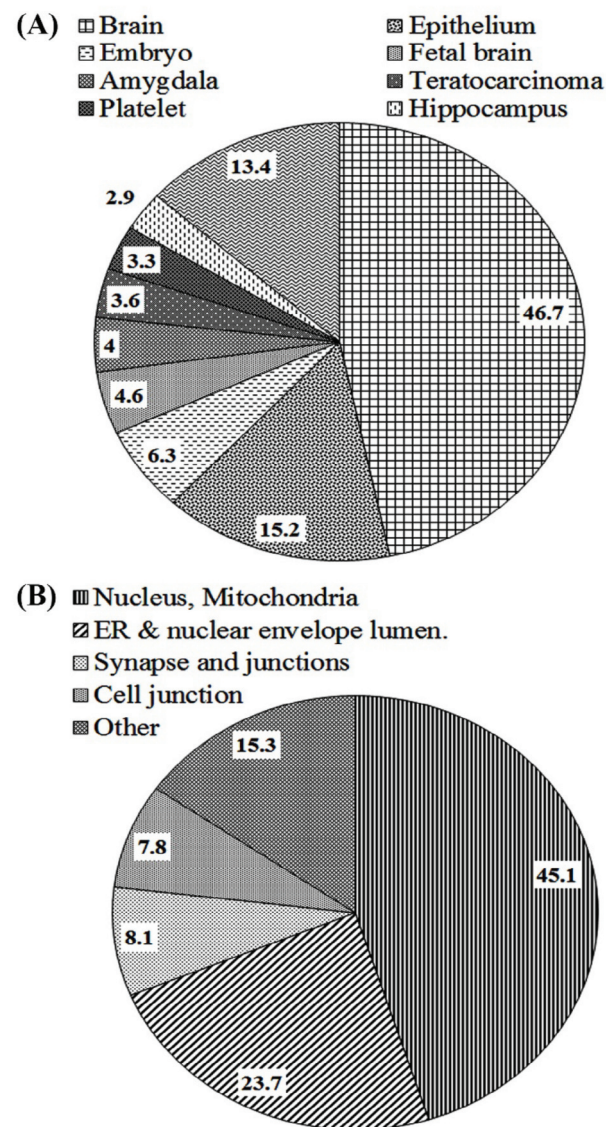 (A)
Brain Epithelium
Embryo Fetal brain
Amygdala Teratocarcinoma
Platelet Hippocampus
13.4
2.9
3.3
46.7
3.6
4
4.6
6.3
15.2
(B)
Nucleus, Mitochondria
ER & nuclear envelope lumen.
Synapse and junctions
Cell junction
Other
15.3
7.8
45.1
8.1
23.7